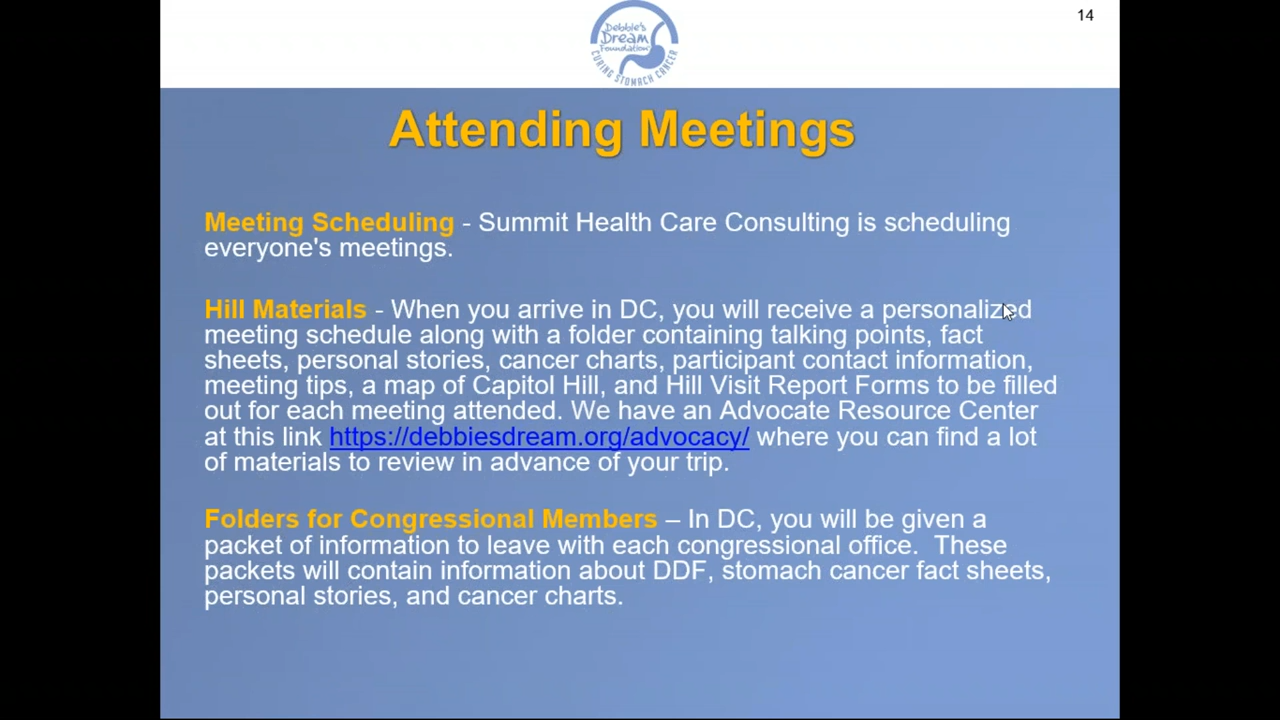 14
Debbie's
Dream
Foundation
CURING STOMACH CANCER
Attending Meetings
Meeting Scheduling - Summit Health Care Consulting is scheduling
everyone's meetings.
Hill Materials - When you arrive in DC, you will receive a personalized
meeting schedule along with a folder containing talking points, fact
sheets, personal stories, cancer charts, participant contact information,
meeting tips, a map of Capitol Hill, and Hill Visit Report Forms to be filled
out for each meeting attended. We have an Advocate Resource Center
at this link https://debbiesdream.org/advocacy/ where you can find a lot
of materials to review in advance of your trip.
Folders for Congressional Members – In DC, you will be given a
packet of information to leave with each congressional office.  These
packets will contain information about DDF, stomach cancer fact sheets,
personal stories, and cancer charts.